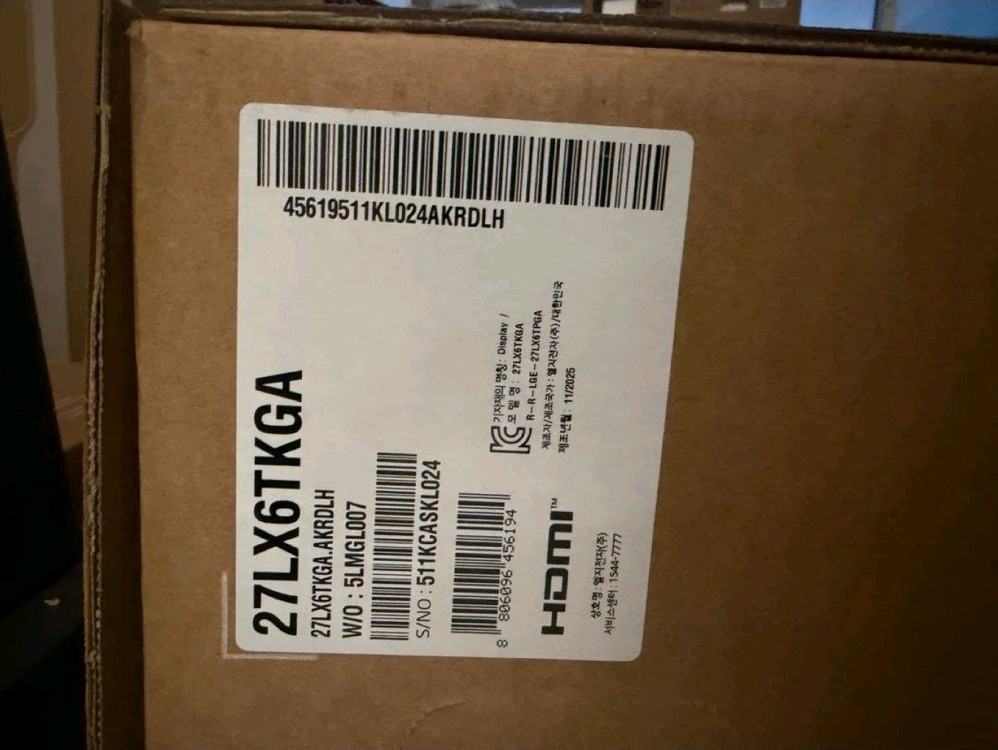 45619511KL024AKRDLH
27LX6TKGA
27LX6TKGA.AKRDLH
W/O : 5LMGL007
S/NO : 511KCASKL024
8 806096 456194
기자재의 명칭: Display /
모 델 명 : 27LX6TKGA
R-R-LGE-27LX6TPGA
제조자/제조국가 : 엘지전자(주)/대한민국
제조년월 : 11/2025
HDMI™
상호명 : 엘지전자(주)
서비스센터 : 1544-7777